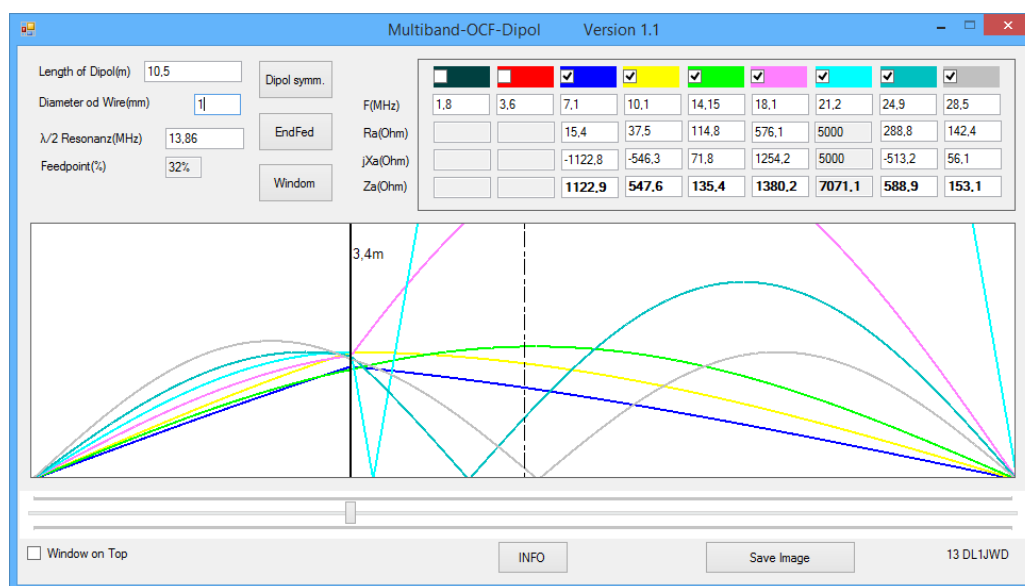 Multiband-OCF-Dipol Version 1.1
Length of Dipol(m) 10,5 Dipol symm.
Diameter od Wire(mm) 1
λ/2 Resonanz(MHz) 13,86 EndFed
Feedpoint(%) 32% Windom
F(MHz) 1,8 3,6 7,1 10,1 14,15 18,1 21,2 24,9 28,5
Ra(Ohm) 15,4 37,5 114,8 576,1 5000 288,8 142,4
jXa(Ohm) -1122,8 -546,3 71,8 1254,2 5000 -513,2 56,1
Za(Ohm) 1122,9 547,6 135,4 1380,2 7071,1 588,9 153,1
3,4m
Window on Top INFO Save Image 13 DL1JWD